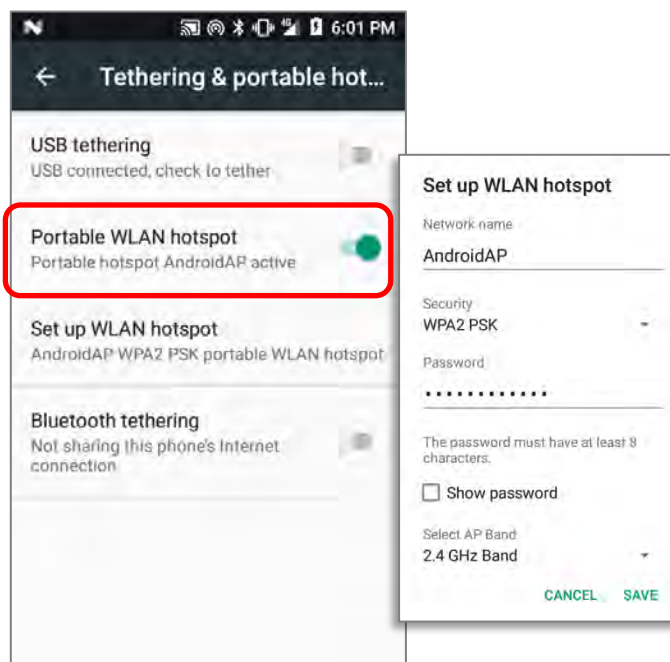 6:01 PM
Tethering & portable hot...
USB tethering
USB connected, check to tether
Portable WLAN hotspot
Portable hotspot AndroidAP active
Set up WLAN hotspot
AndroidAP WPA2 PSK portable WLAN hotspot
Bluetooth tethering
Not sharing this phone's Internet
connection
Set up WLAN hotspot
Network name
AndroidAP
Security
WPA2 PSK
Password
•••••••••••••
The password must have at least 8
characters.
Show password
Select AP Band
2.4 GHz Band
CANCEL SAVE